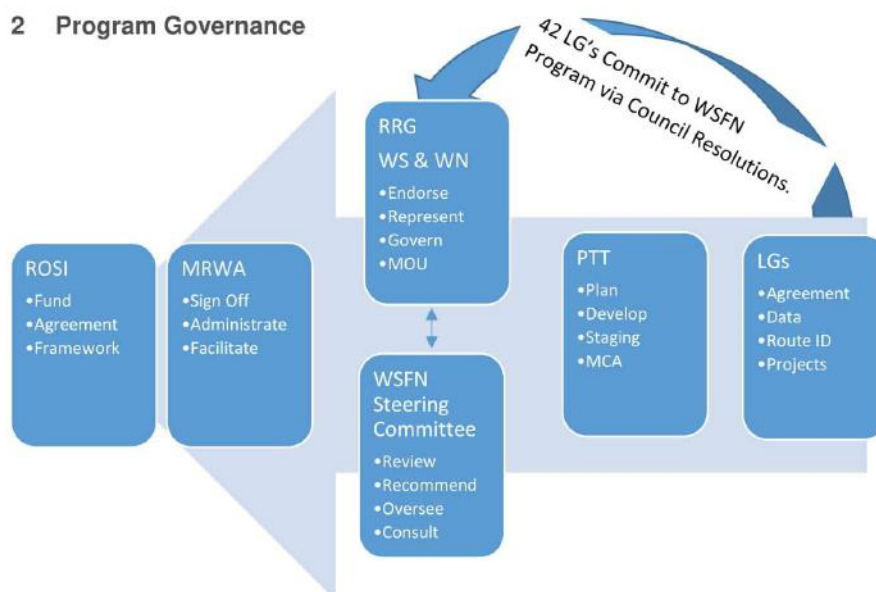 2 Program Governance
42 LG's Commit to WSFN
Program via Council Resolutions.
RRG
WS & WN
•Endorse
•Represent
•Govern
•MOU
ROSI
•Fund
•Agreement
•Framework
MRWA
•Sign Off
•Administrate
•Facilitate
WSFN
Steering
Committee
•Review
•Recommend
•Oversee
•Consult
PTT
•Plan
•Develop
•Staging
•MCA
LGs
•Agreement
•Data
•Route ID
•Projects